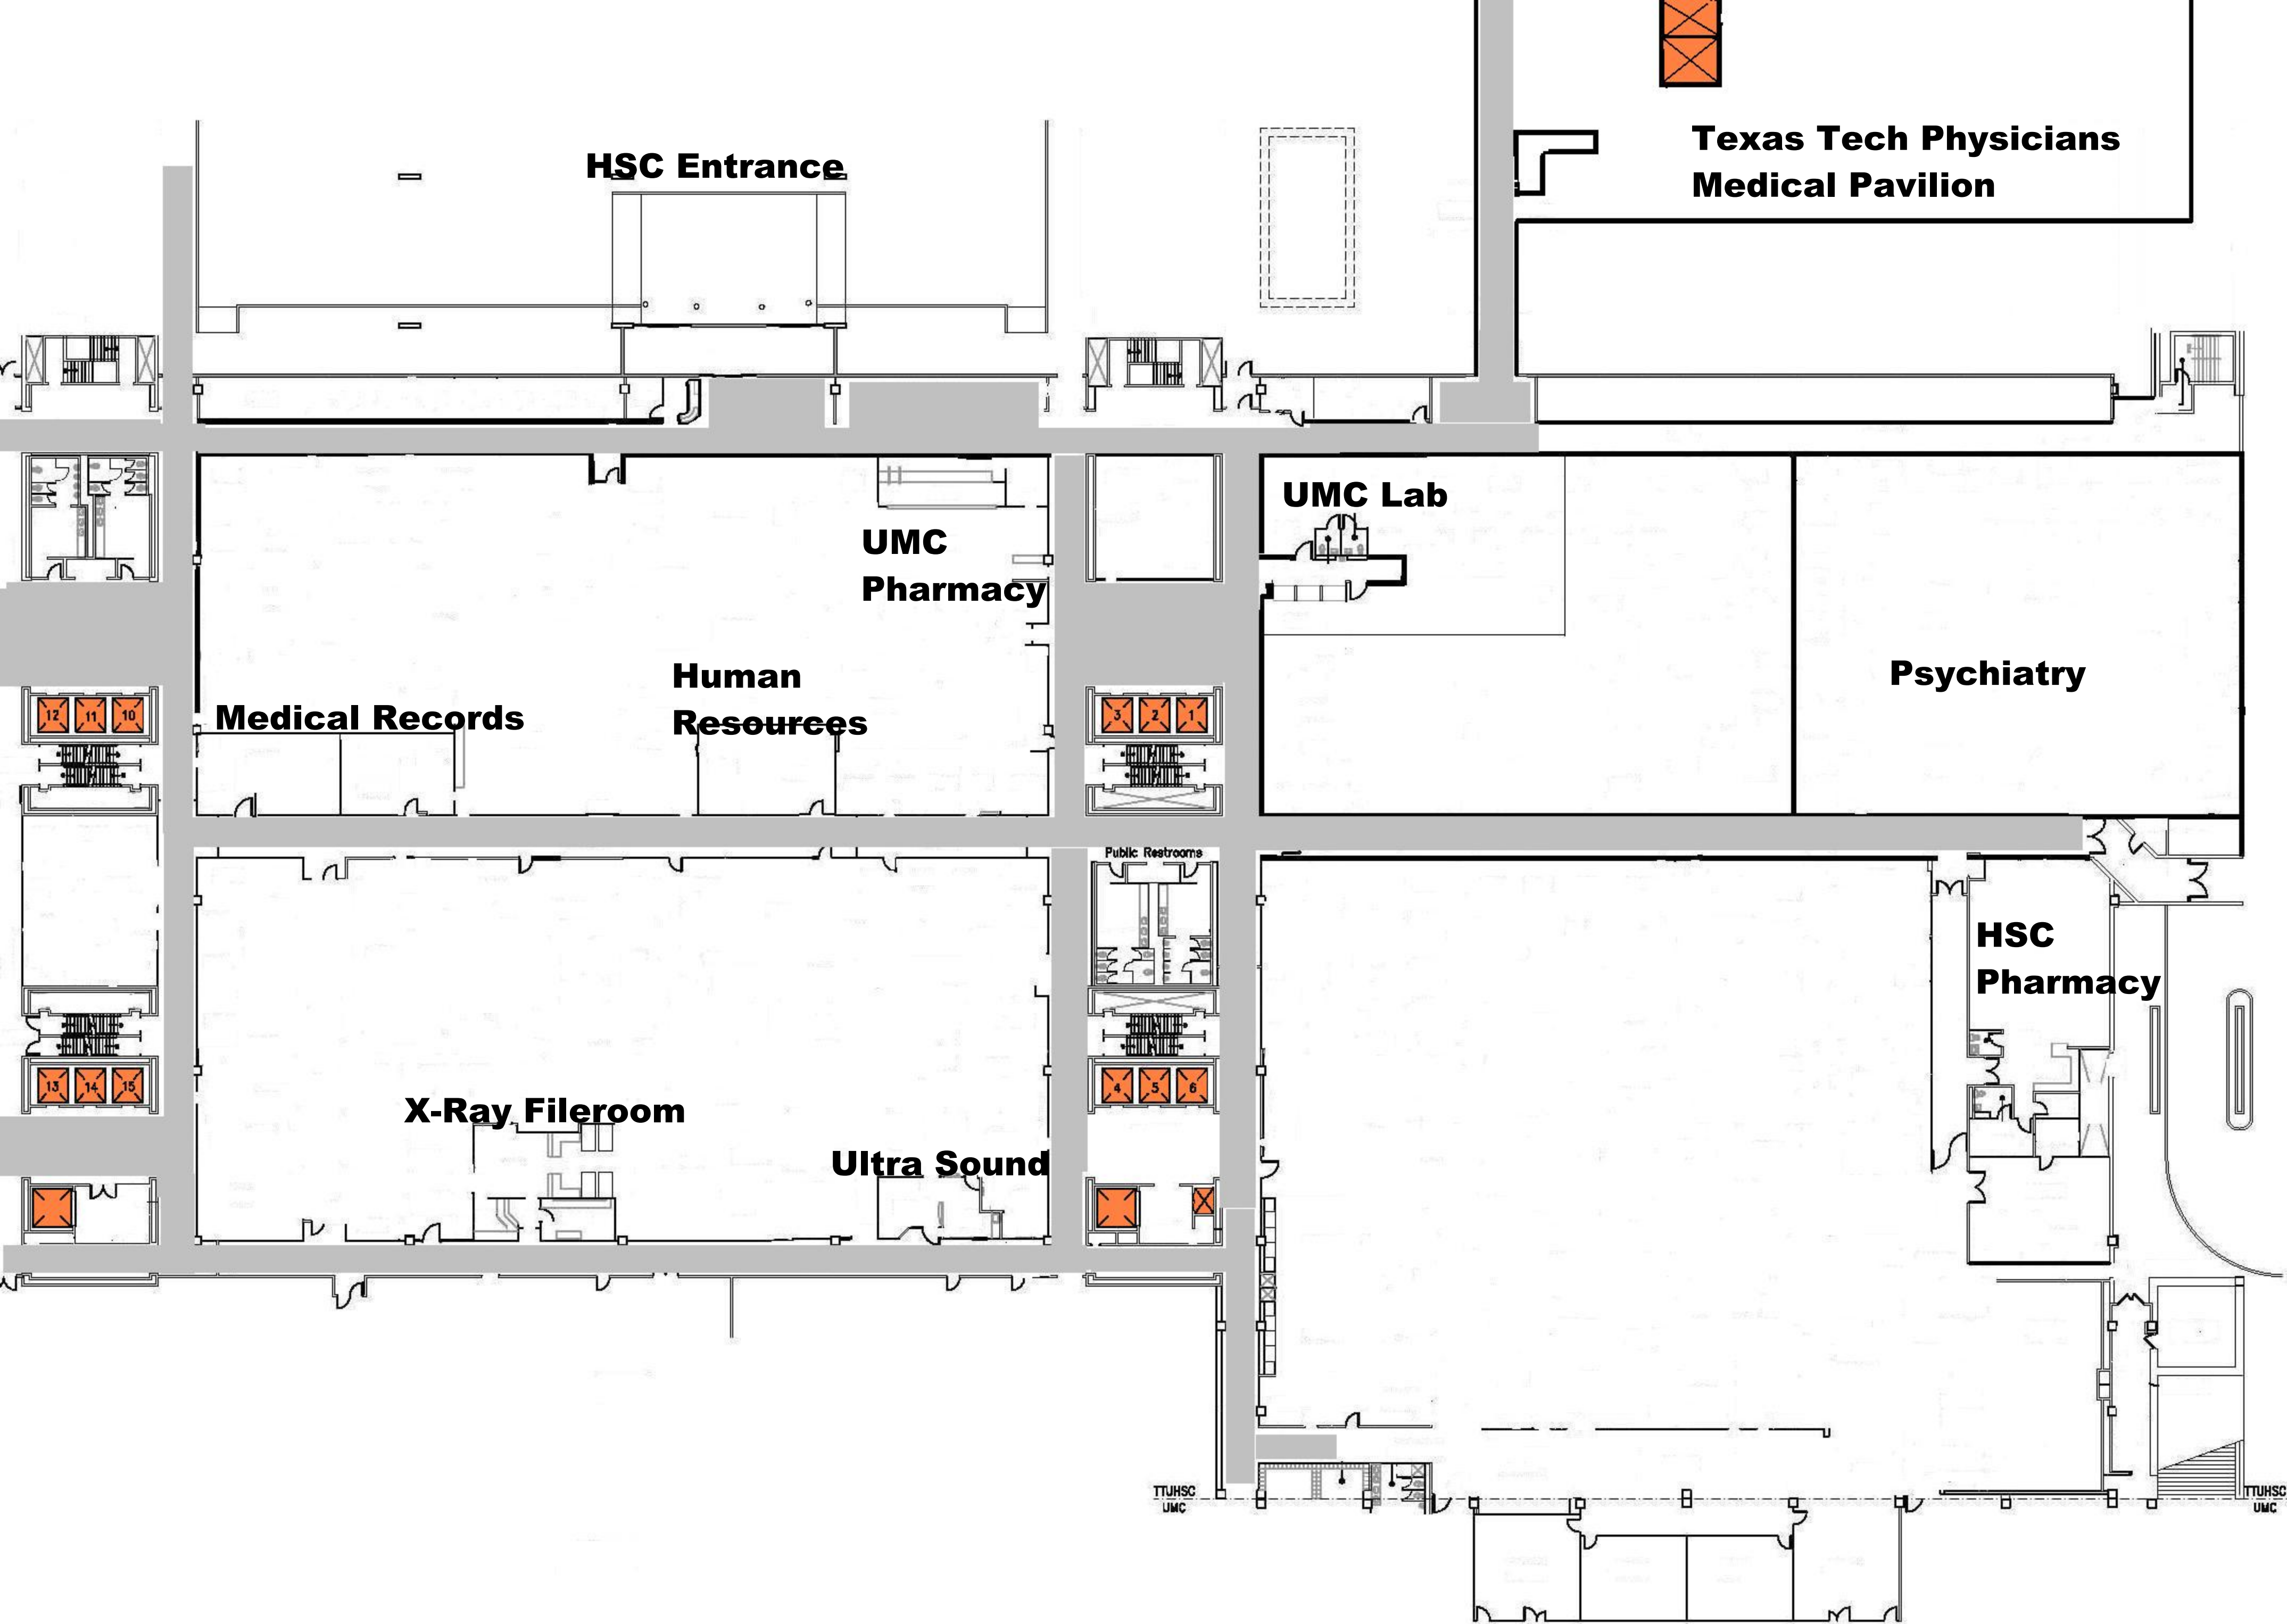 Texas Tech Physicians
Medical Pavilion
HSC Entrance
UMC Lab
UMC
Pharmacy
Human
Resources
Psychiatry
Medical Records
12 11 10
3 2 1
Public Restrooms
HSC
Pharmacy
13 14 15
4 5 6
X-Ray Fileroom
Ultra Sound
TTUHSC
UMC
TTUHSC
UMC